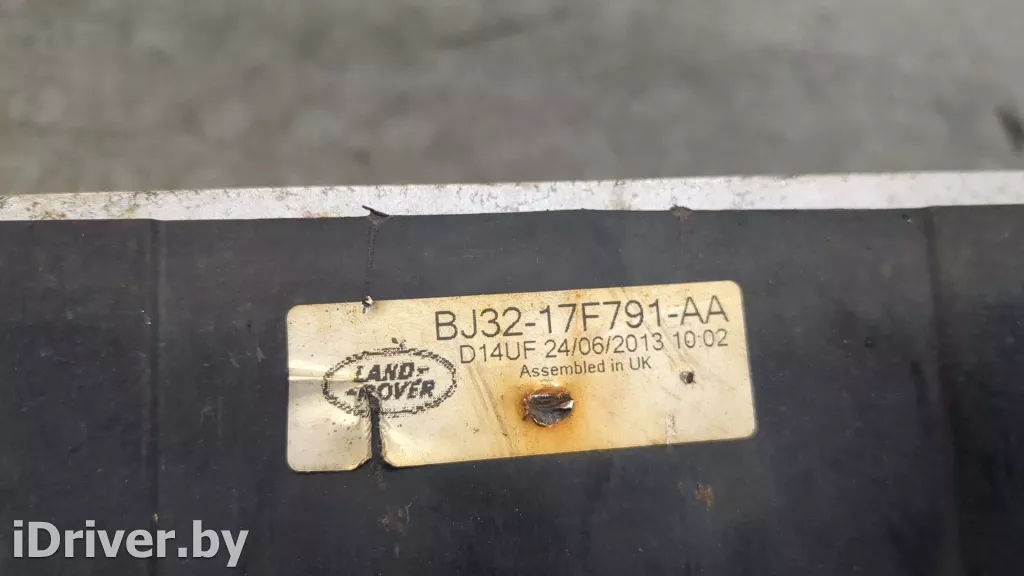 BJ32-17F791-AA
D14UF 24/06/2013 10:02
Assembled in UK
LAND-
-ROVER
iDriver.by